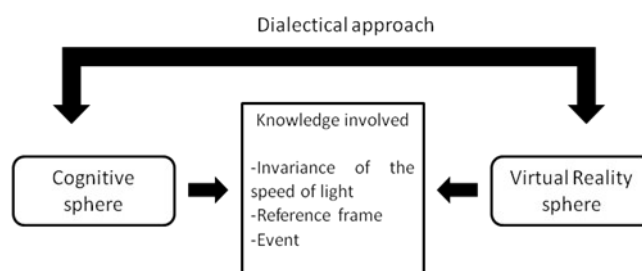 Dialectical approach
Knowledge involved
-Invariance of the
speed of light
-Reference frame
-Event
Cognitive
sphere
Virtual Reality
sphere